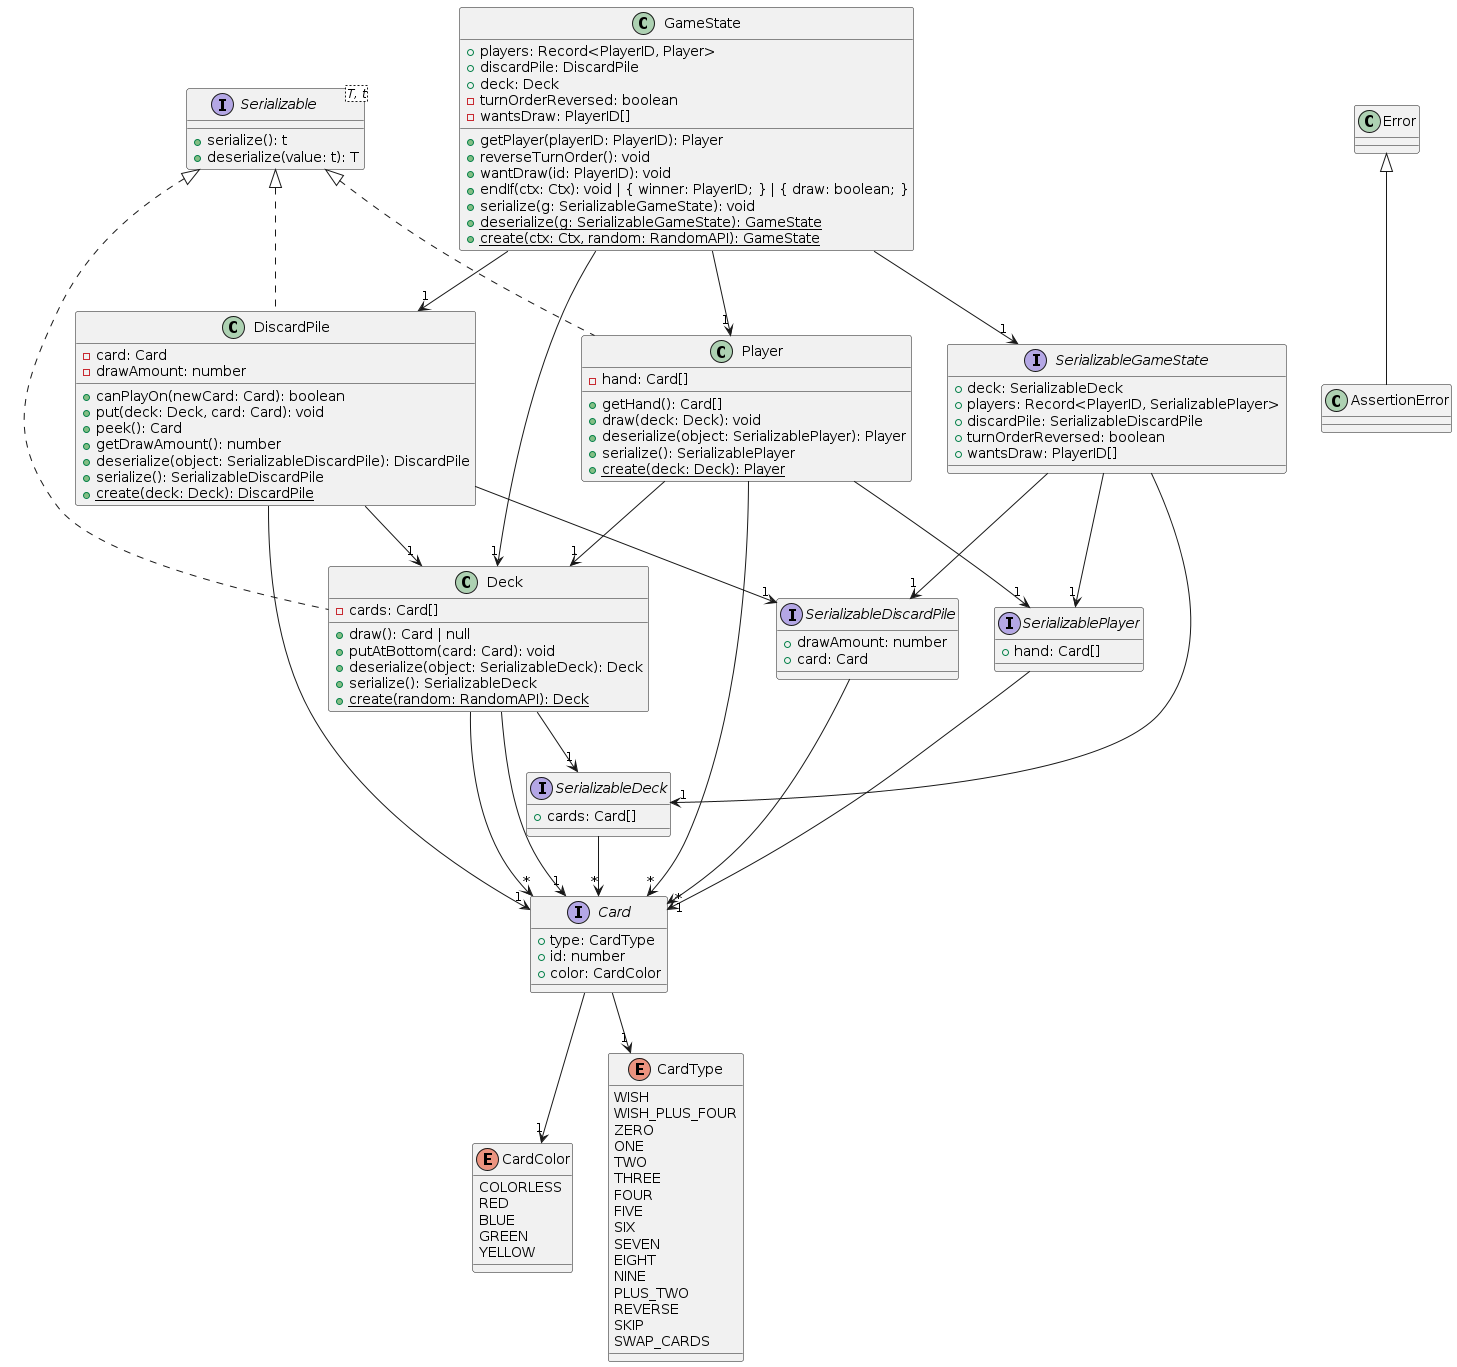 C GameState
players: Record<PlayerID, Player>
discardPile: DiscardPile
deck: Deck
turnOrderReversed: boolean
wantsDraw: PlayerID[]
getPlayer(playerID: PlayerID): Player
reverseTurnOrder(): void
wantDraw(id: PlayerID): void
endIf(ctx: Ctx): void | { winner: PlayerID; } | { draw: boolean; }
serialize(g: SerializableGameState): void
deserialize(g: SerializableGameState): GameState
create(ctx: Ctx, random: RandomAPI): GameState
I Serializable
T, t
serialize(): t
deserialize(value: t): T
C Error
1
1
1
C DiscardPile
card: Card
drawAmount: number
canPlayOn(newCard: Card): boolean
put(deck: Deck, card: Card): void
peek(): Card
getDrawAmount(): number
deserialize(object: SerializableDiscardPile): DiscardPile
serialize(): SerializableDiscardPile
create(deck: Deck): DiscardPile
C Player
hand: Card[]
getHand(): Card[]
draw(deck: Deck): void
deserialize(object: SerializablePlayer): Player
serialize(): SerializablePlayer
create(deck: Deck): Player
I SerializableGameState
deck: SerializableDeck
players: Record<PlayerID, SerializablePlayer>
discardPile: SerializableDiscardPile
turnOrderReversed: boolean
wantsDraw: PlayerID[]
C AssertionError
1
1
1
1
1
1
1
C Deck
cards: Card[]
draw(): Card | null
putAtBottom(card: Card): void
deserialize(object: SerializableDeck): Deck
serialize(): SerializableDeck
create(random: RandomAPI): Deck
I SerializableDiscardPile
drawAmount: number
card: Card
I SerializablePlayer
hand: Card[]
1
1
I SerializableDeck
cards: Card[]
*
1
1
*
*
*
1
I Card
type: CardType
id: number
color: CardColor
1
1
E CardColor
COLORLESS
RED
BLUE
GREEN
YELLOW
E CardType
WISH
WISH_PLUS_FOUR
ZERO
ONE
TWO
THREE
FOUR
FIVE
SIX
SEVEN
EIGHT
NINE
PLUS_TWO
REVERSE
SKIP
SWAP_CARDS